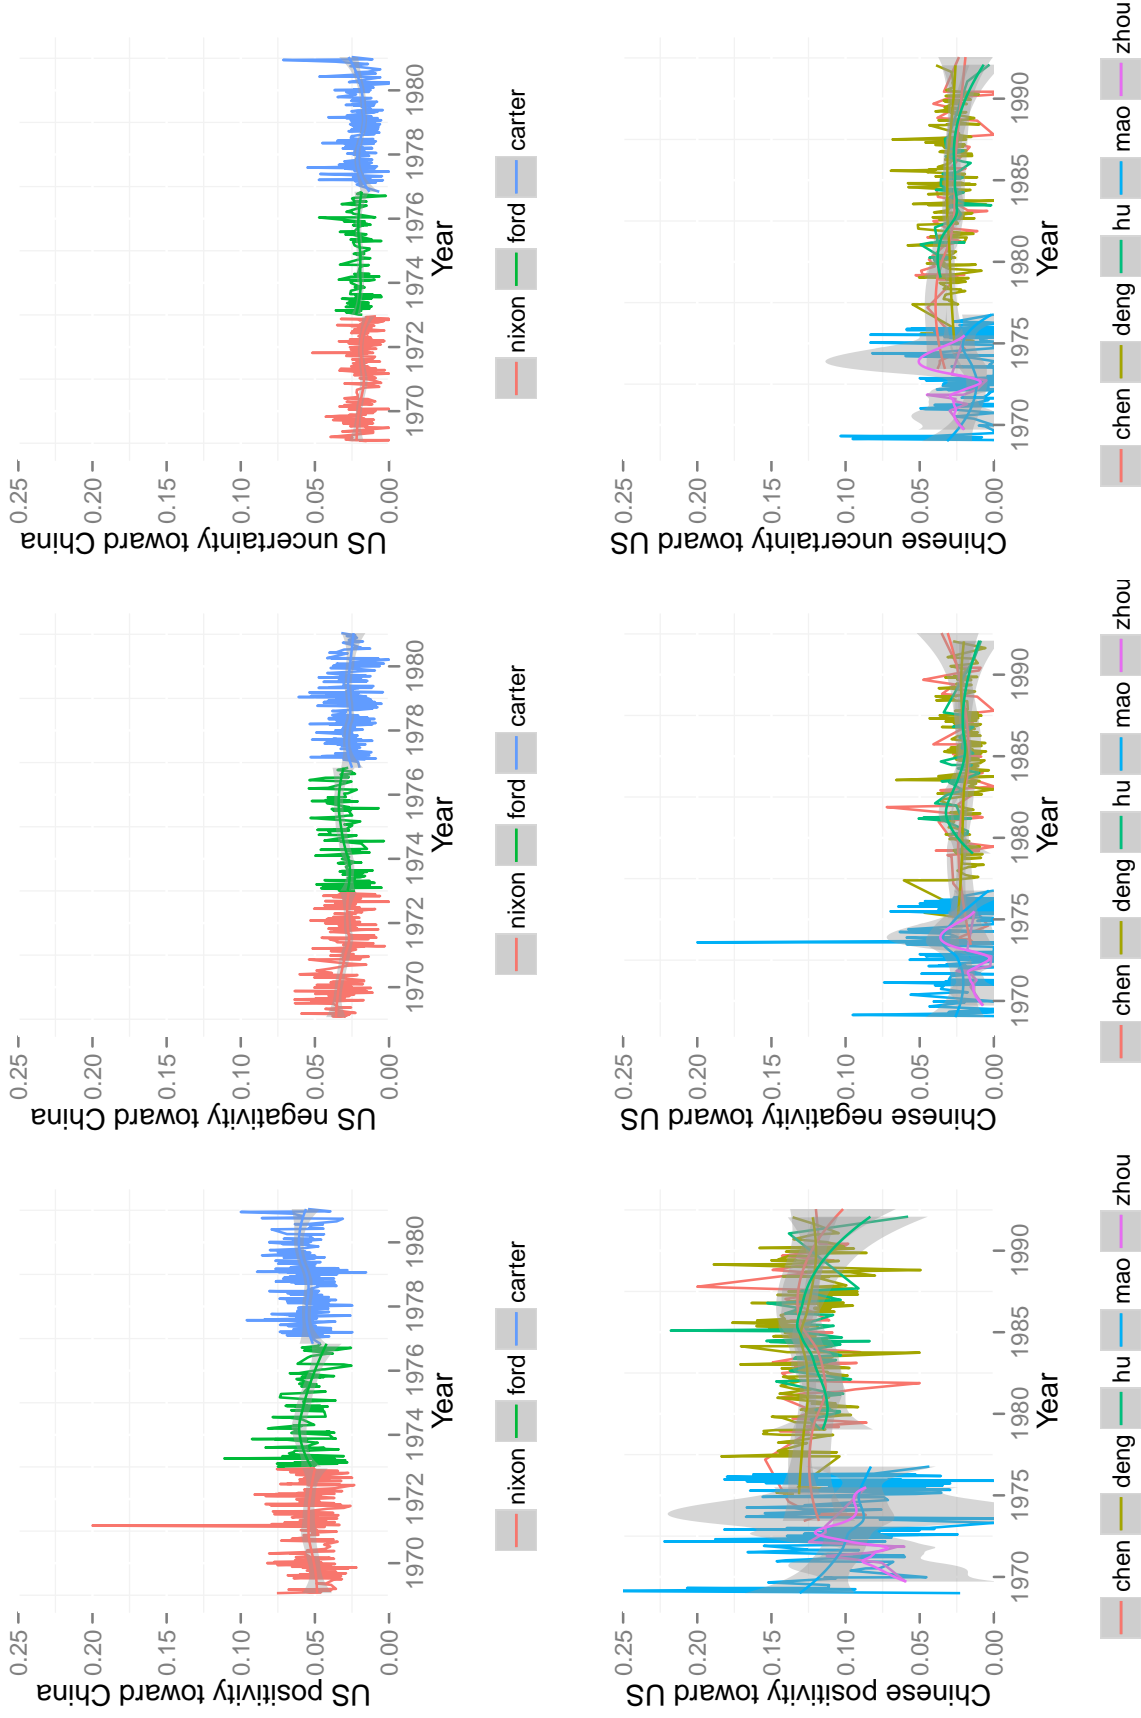 US positivity toward China
0.25
0.20
0.15
0.10
0.05
0.00
1970 1972 1974 1976 1978 1980
Year
nixon ford carter
US negativity toward China
0.25
0.20
0.15
0.10
0.05
0.00
1970 1972 1974 1976 1978 1980
Year
nixon ford carter
US uncertainty toward China
0.25
0.20
0.15
0.10
0.05
0.00
1970 1972 1974 1976 1978 1980
Year
nixon ford carter
Chinese positivity toward US
0.25
0.20
0.15
0.10
0.05
0.00
1970 1975 1980 1985 1990
Year
chen deng hu mao zhou
Chinese negativity toward US
0.25
0.20
0.15
0.10
0.05
0.00
1970 1975 1980 1985 1990
Year
chen deng hu mao zhou
Chinese uncertainty toward US
0.25
0.20
0.15
0.10
0.05
0.00
1970 1975 1980 1985 1990
Year
chen deng hu mao zhou